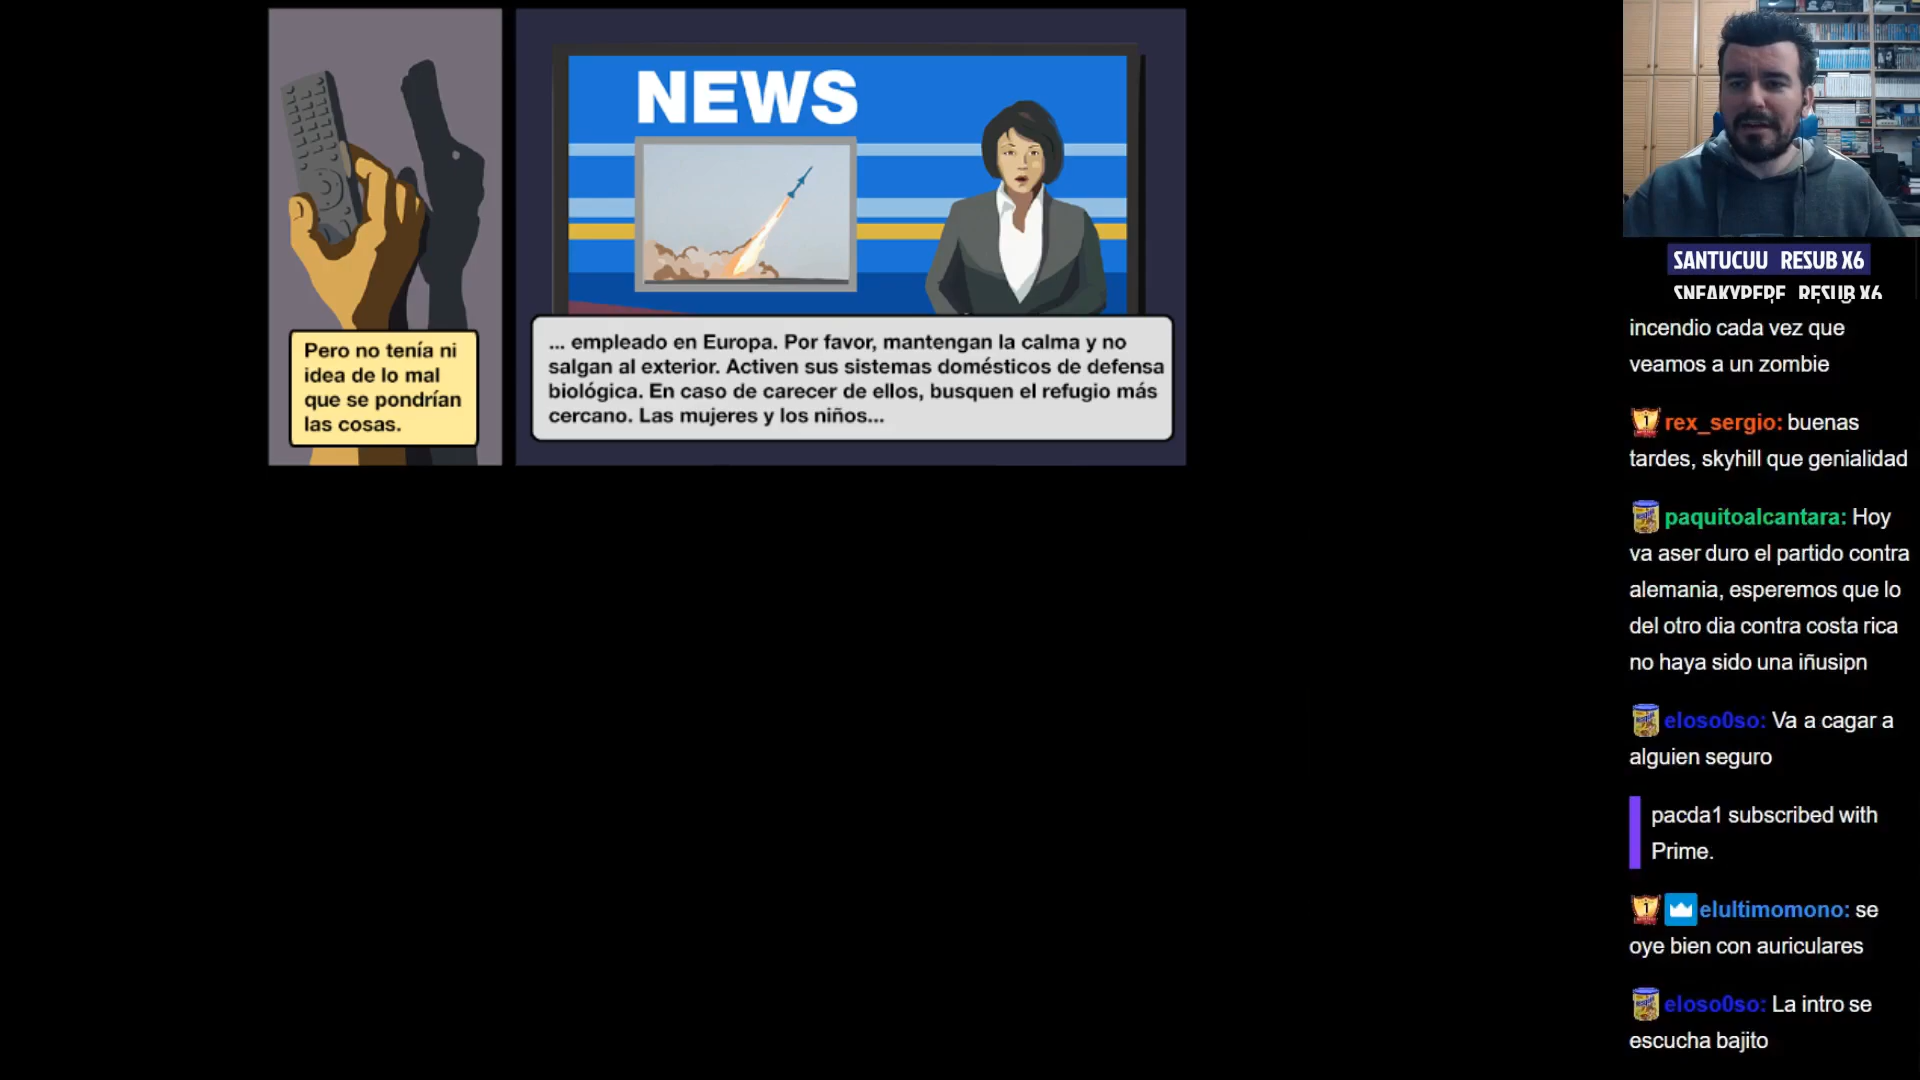 NEWS
Pero no tenía ni
idea de lo mal
que se pondrían
las cosas.
... empleado en Europa. Por favor, mantengan la calma y no
salgan al exterior. Activen sus sistemas domésticos de defensa
biológica. En caso de carecer de ellos, busquen el refugio más
cercano. Las mujeres y los niños...
SANTUCUU RESUB X6
SNEAKYPEPE RESUB X6
incendio cada vez que
veamos a un zombie
rex_sergio: buenas
tardes, skyhill que genialidad
paquitoalcantara: Hoy
va aser duro el partido contra
alemania, esperemos que lo
del otro dia contra costa rica
no haya sido una iñusipn
eloso0so: Va a cagar a
alguien seguro
pacda1 subscribed with
Prime.
elultimomono: se
oye bien con auriculares
eloso0so: La intro se
escucha bajito